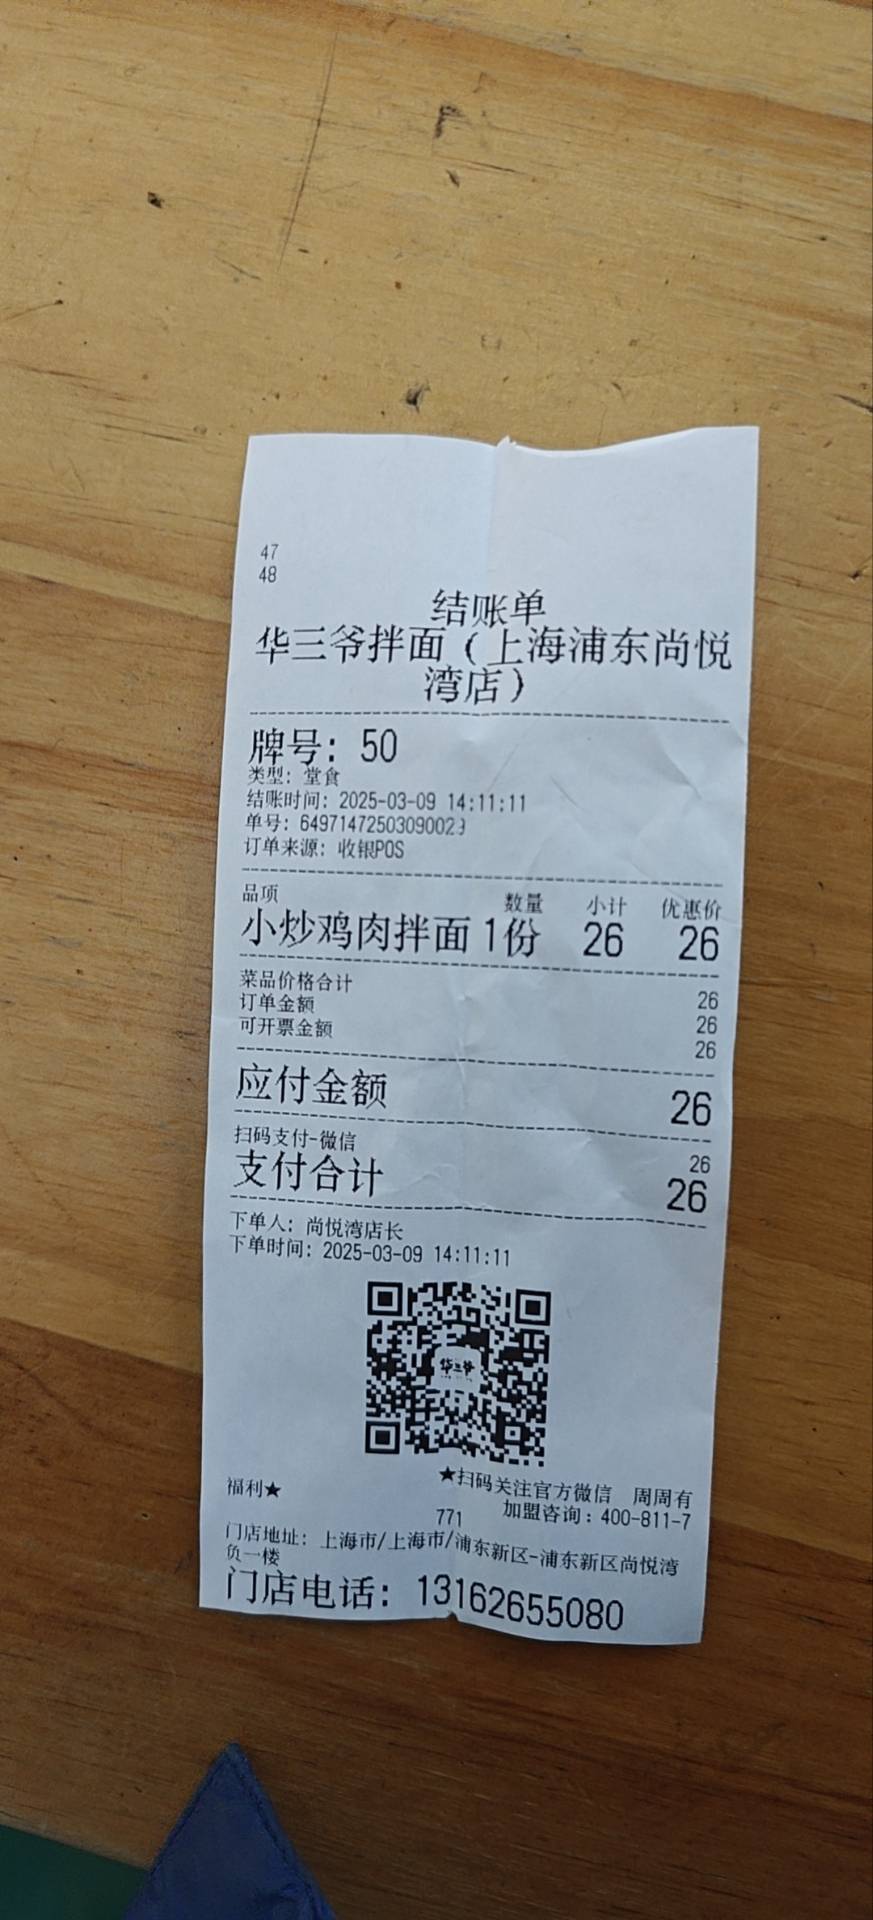 47
48
结账单
华三爷拌面（上海浦东尚悦
湾店）
牌号: 50
类型: 堂食
结账时间: 2025-03-09 14:11:11
单号: 64971472503090023
订单来源: 收银POS
品项 数量 小计 优惠价
小炒鸡肉拌面 1份 26 26
菜品价格合计 26
订单金额 26
可开票金额 26
应付金额 26
扫码支付-微信 26
支付合计 26
下单人: 尚悦湾店长
下单时间: 2025-03-09 14:11:11
华三爷
★扫码关注官方微信 周周有
福利★
加盟咨询: 400-811-7
771
门店地址: 上海市/上海市/浦东新区-浦东新区尚悦湾
负一楼
门店电话: 13162655080